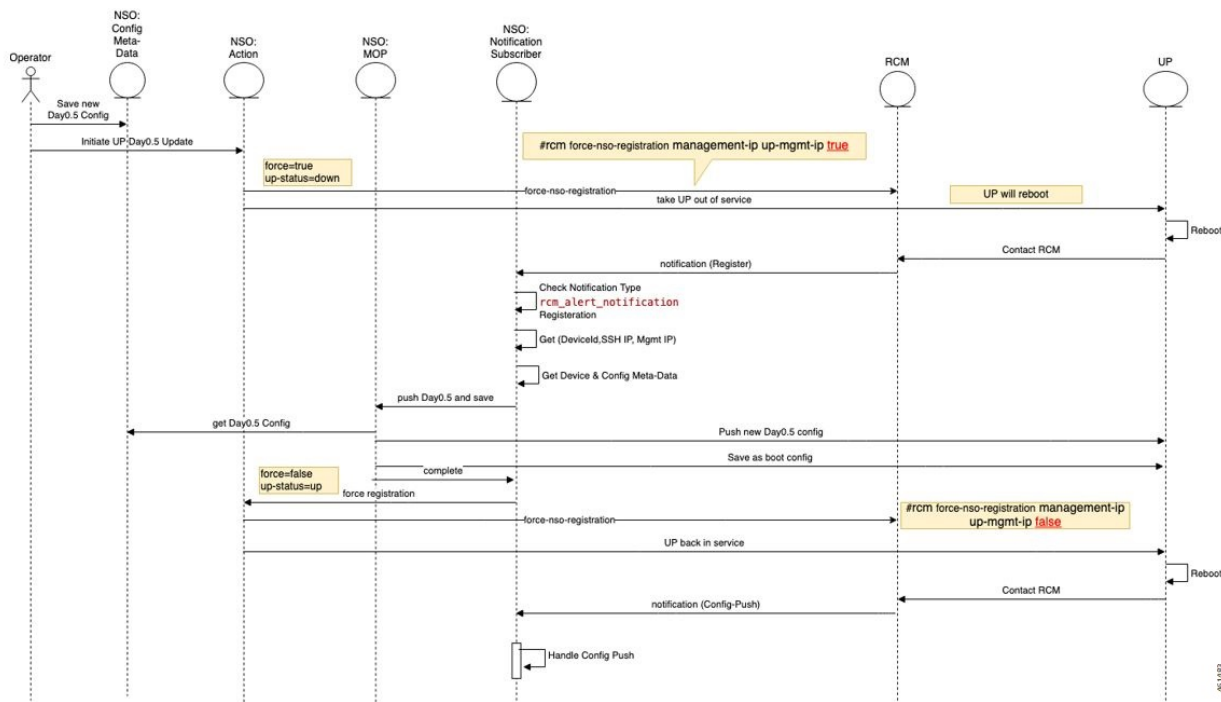 NSO:
Config
Meta-
Data
NSO:
Action
NSO:
MOP
NSO:
Notification
Subscriber
Operator
RCM
UP
Save new
Day0.5 Config
Initiate UP Day0.5 Update
#rcm force-nso-registration management-ip up-mgmt-ip true
force=true
up-status=down
force-nso-registration
take UP out of service
UP will reboot
Reboot
Contact RCM
notification (Register)
Check Notification Type
rcm_alert_notification
Registeration
Get (DeviceId,SSH IP, Mgmt IP)
Get Device & Config Meta-Data
push Day0.5 and save
get Day0.5 Config
Push new Day0.5 config
Save as boot config
force=false
up-status=up
complete
force registration
force-nso-registration
#rcm force-nso-registration management-ip
up-mgmt-ip false
UP back in service
Reboot
Contact RCM
notification (Config-Push)
Handle Config Push
461483